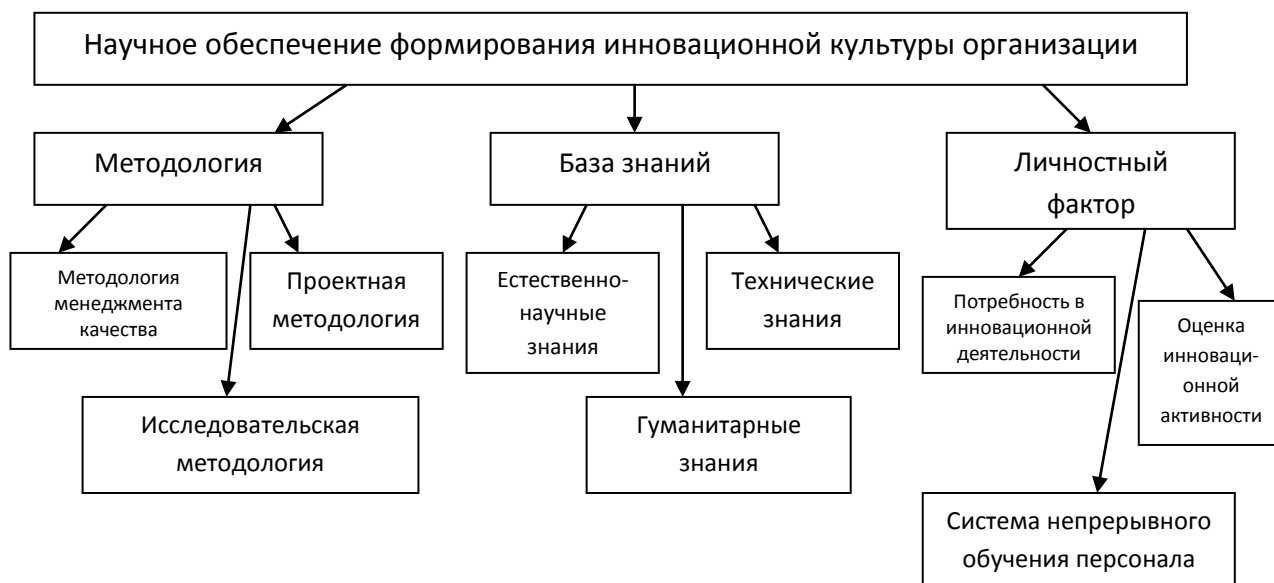 Научное обеспечение формирования инновационной культуры организации
Методология
База знаний
Личностный
фактор
Методология
менеджмента
качества
Проектная
методология
Исследовательская
методология
Естественно-
научные
знания
Технические
знания
Гуманитарные
знания
Потребность в
инновационной
деятельности
Оценка
инноваци-
онной
активности
Система непрерывного
обучения персонала